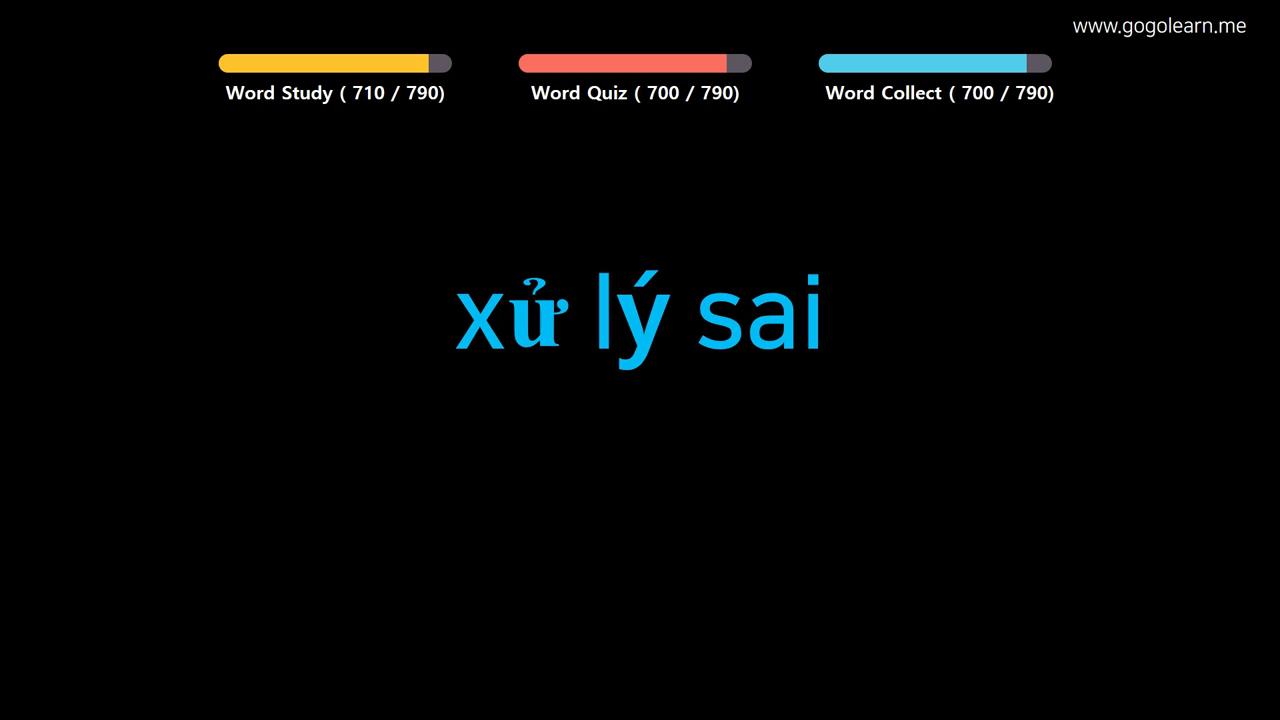 www.gogolearn.me
Word Study ( 710 / 790)
Word Quiz ( 700 / 790)
Word Collect ( 700 / 790)
xử lý sai